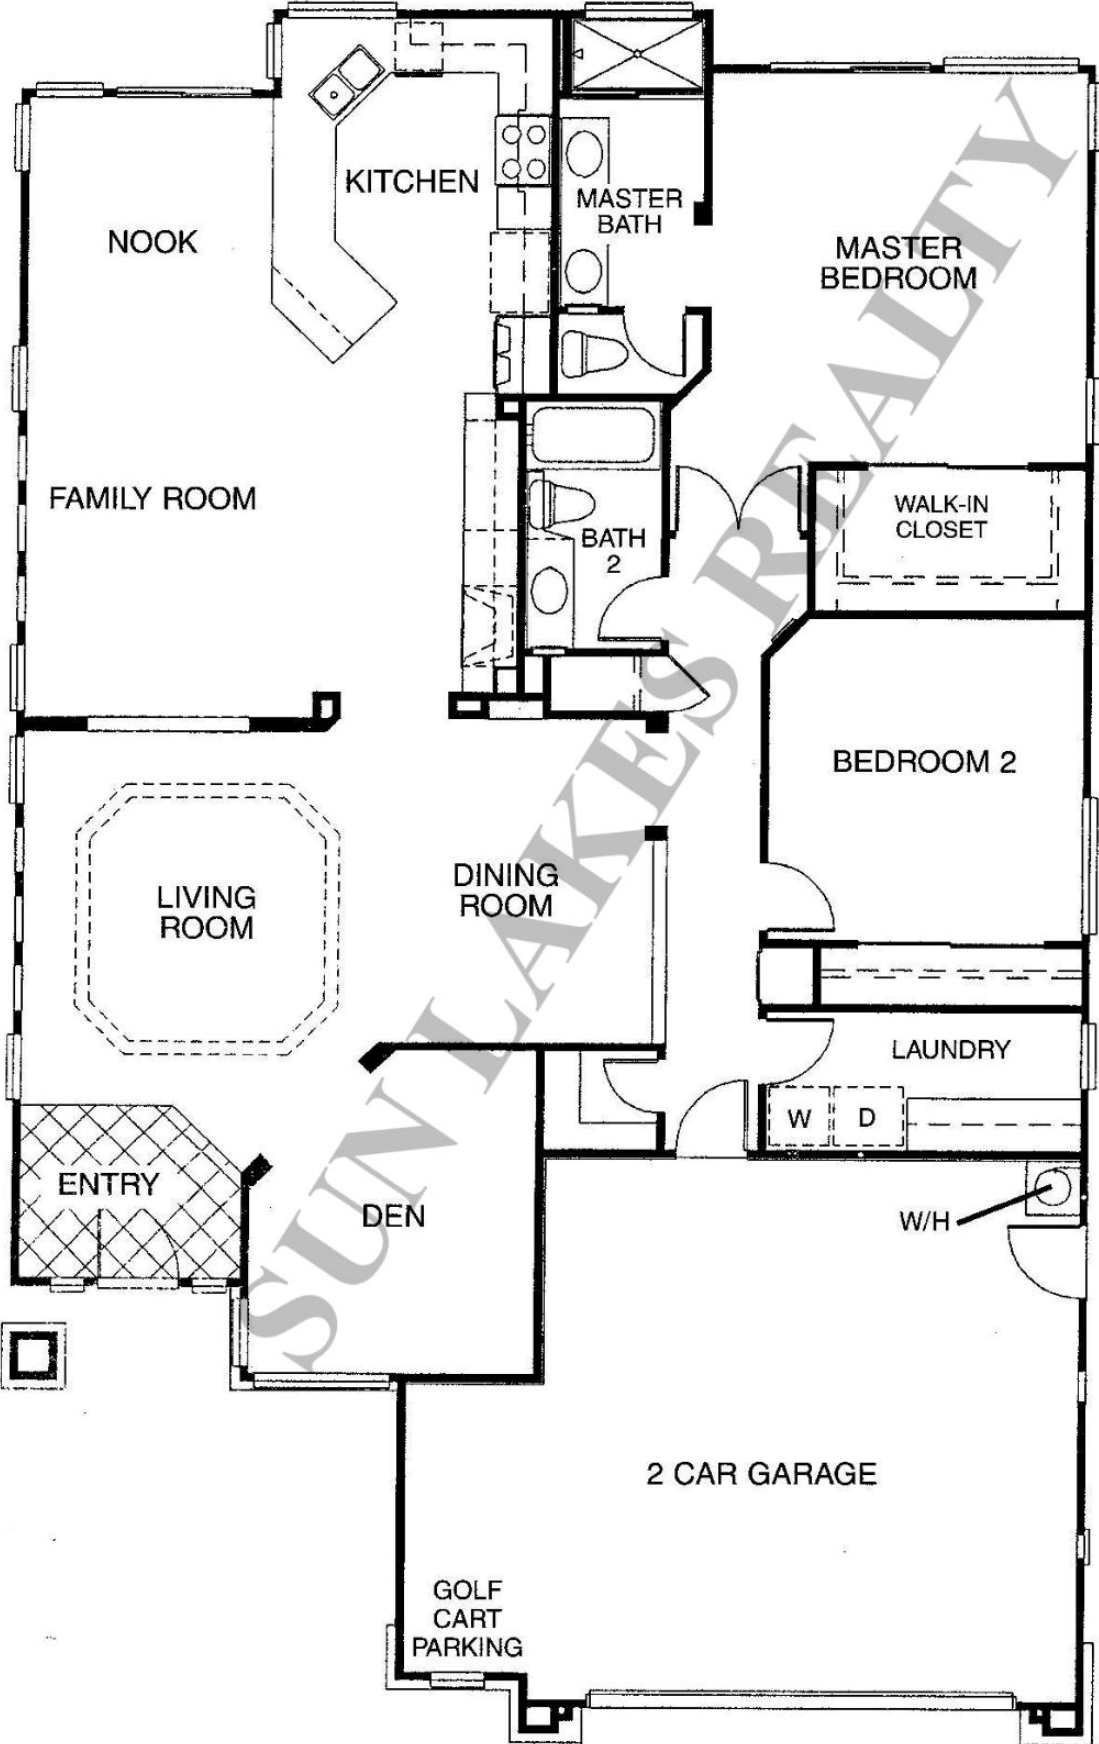 KITCHEN
NOOK
MASTER
BATH
MASTER
BEDROOM
FAMILY ROOM
WALK-IN
CLOSET
BATH
2
BEDROOM 2
LIVING
ROOM
DINING
ROOM
LAUNDRY
W
D
ENTRY
DEN
W/H
2 CAR GARAGE
GOLF
CART
PARKING
SUN LAKES REALTY